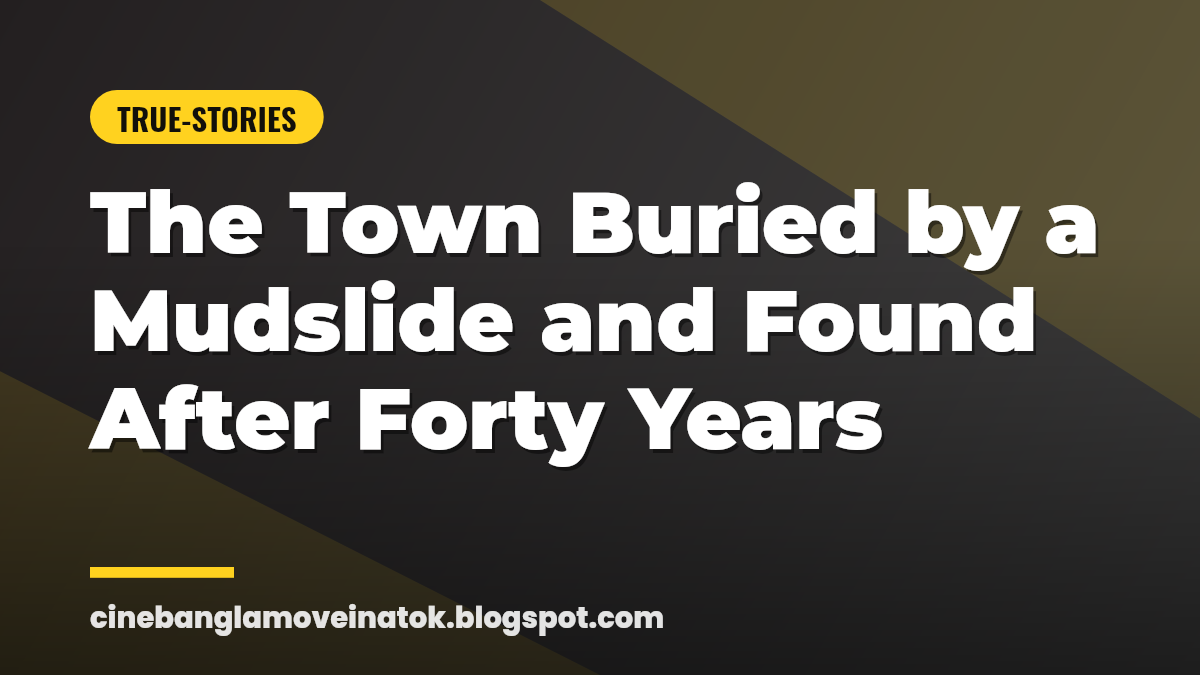 TRUE-STORIES
The Town Buried by a
Mudslide and Found
After Forty Years
cinebanglamoveinatok.blogspot.com